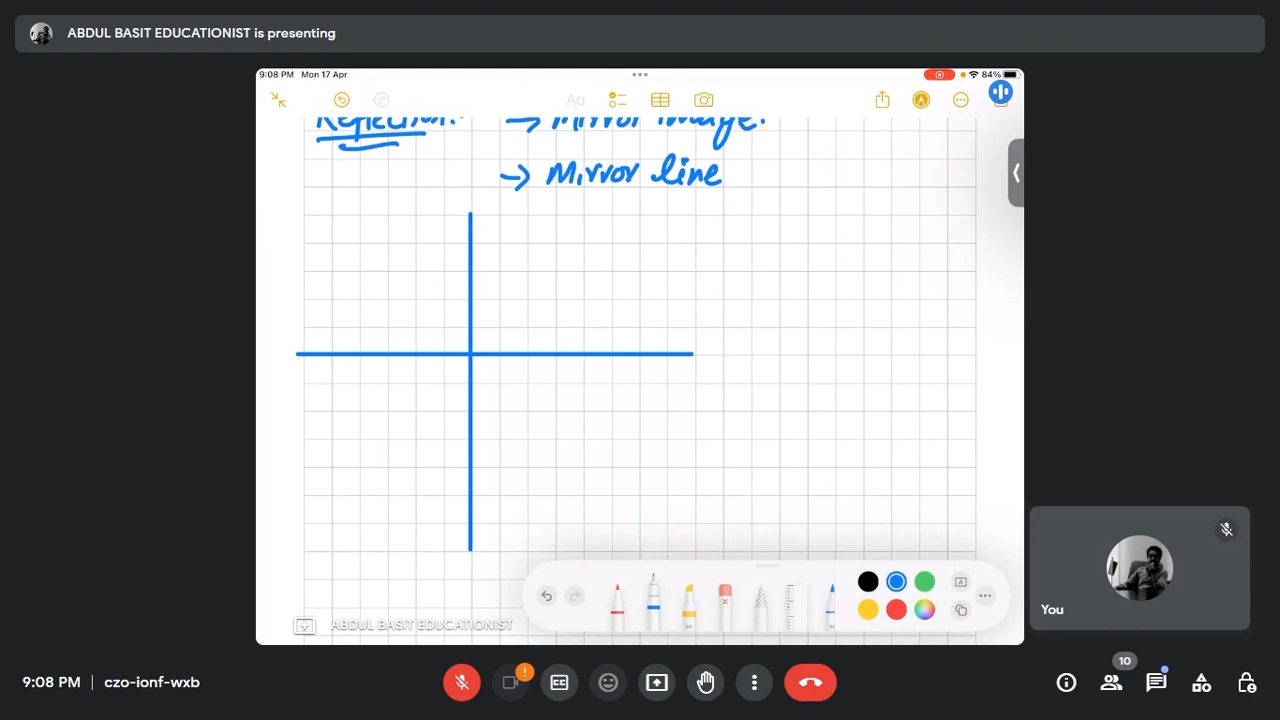 ABDUL BASIT EDUCATIONIST is presenting
9:08 PM Mon 17 Apr
84%
Aa
Reflection: → Mirror image.
→ Mirror line
ABDUL BASIT EDUCATIONIST
You
9:08 PM | czo-ionf-wxb
10